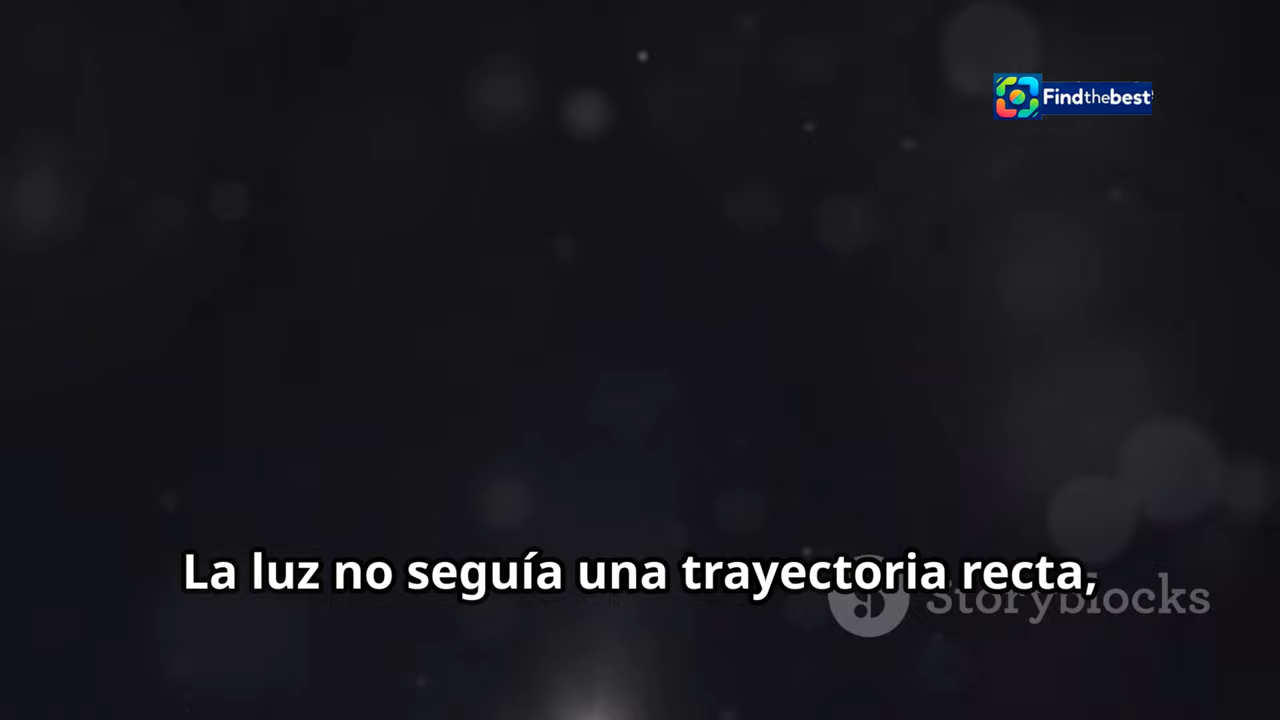 Findthebest
La luz no seguía una trayectoria recta,
Storyblocks